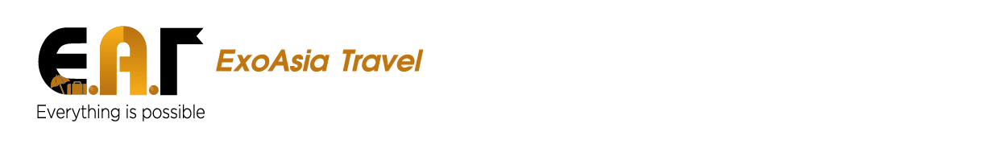 E.A.T
ExoAsia Travel
Everything is possible